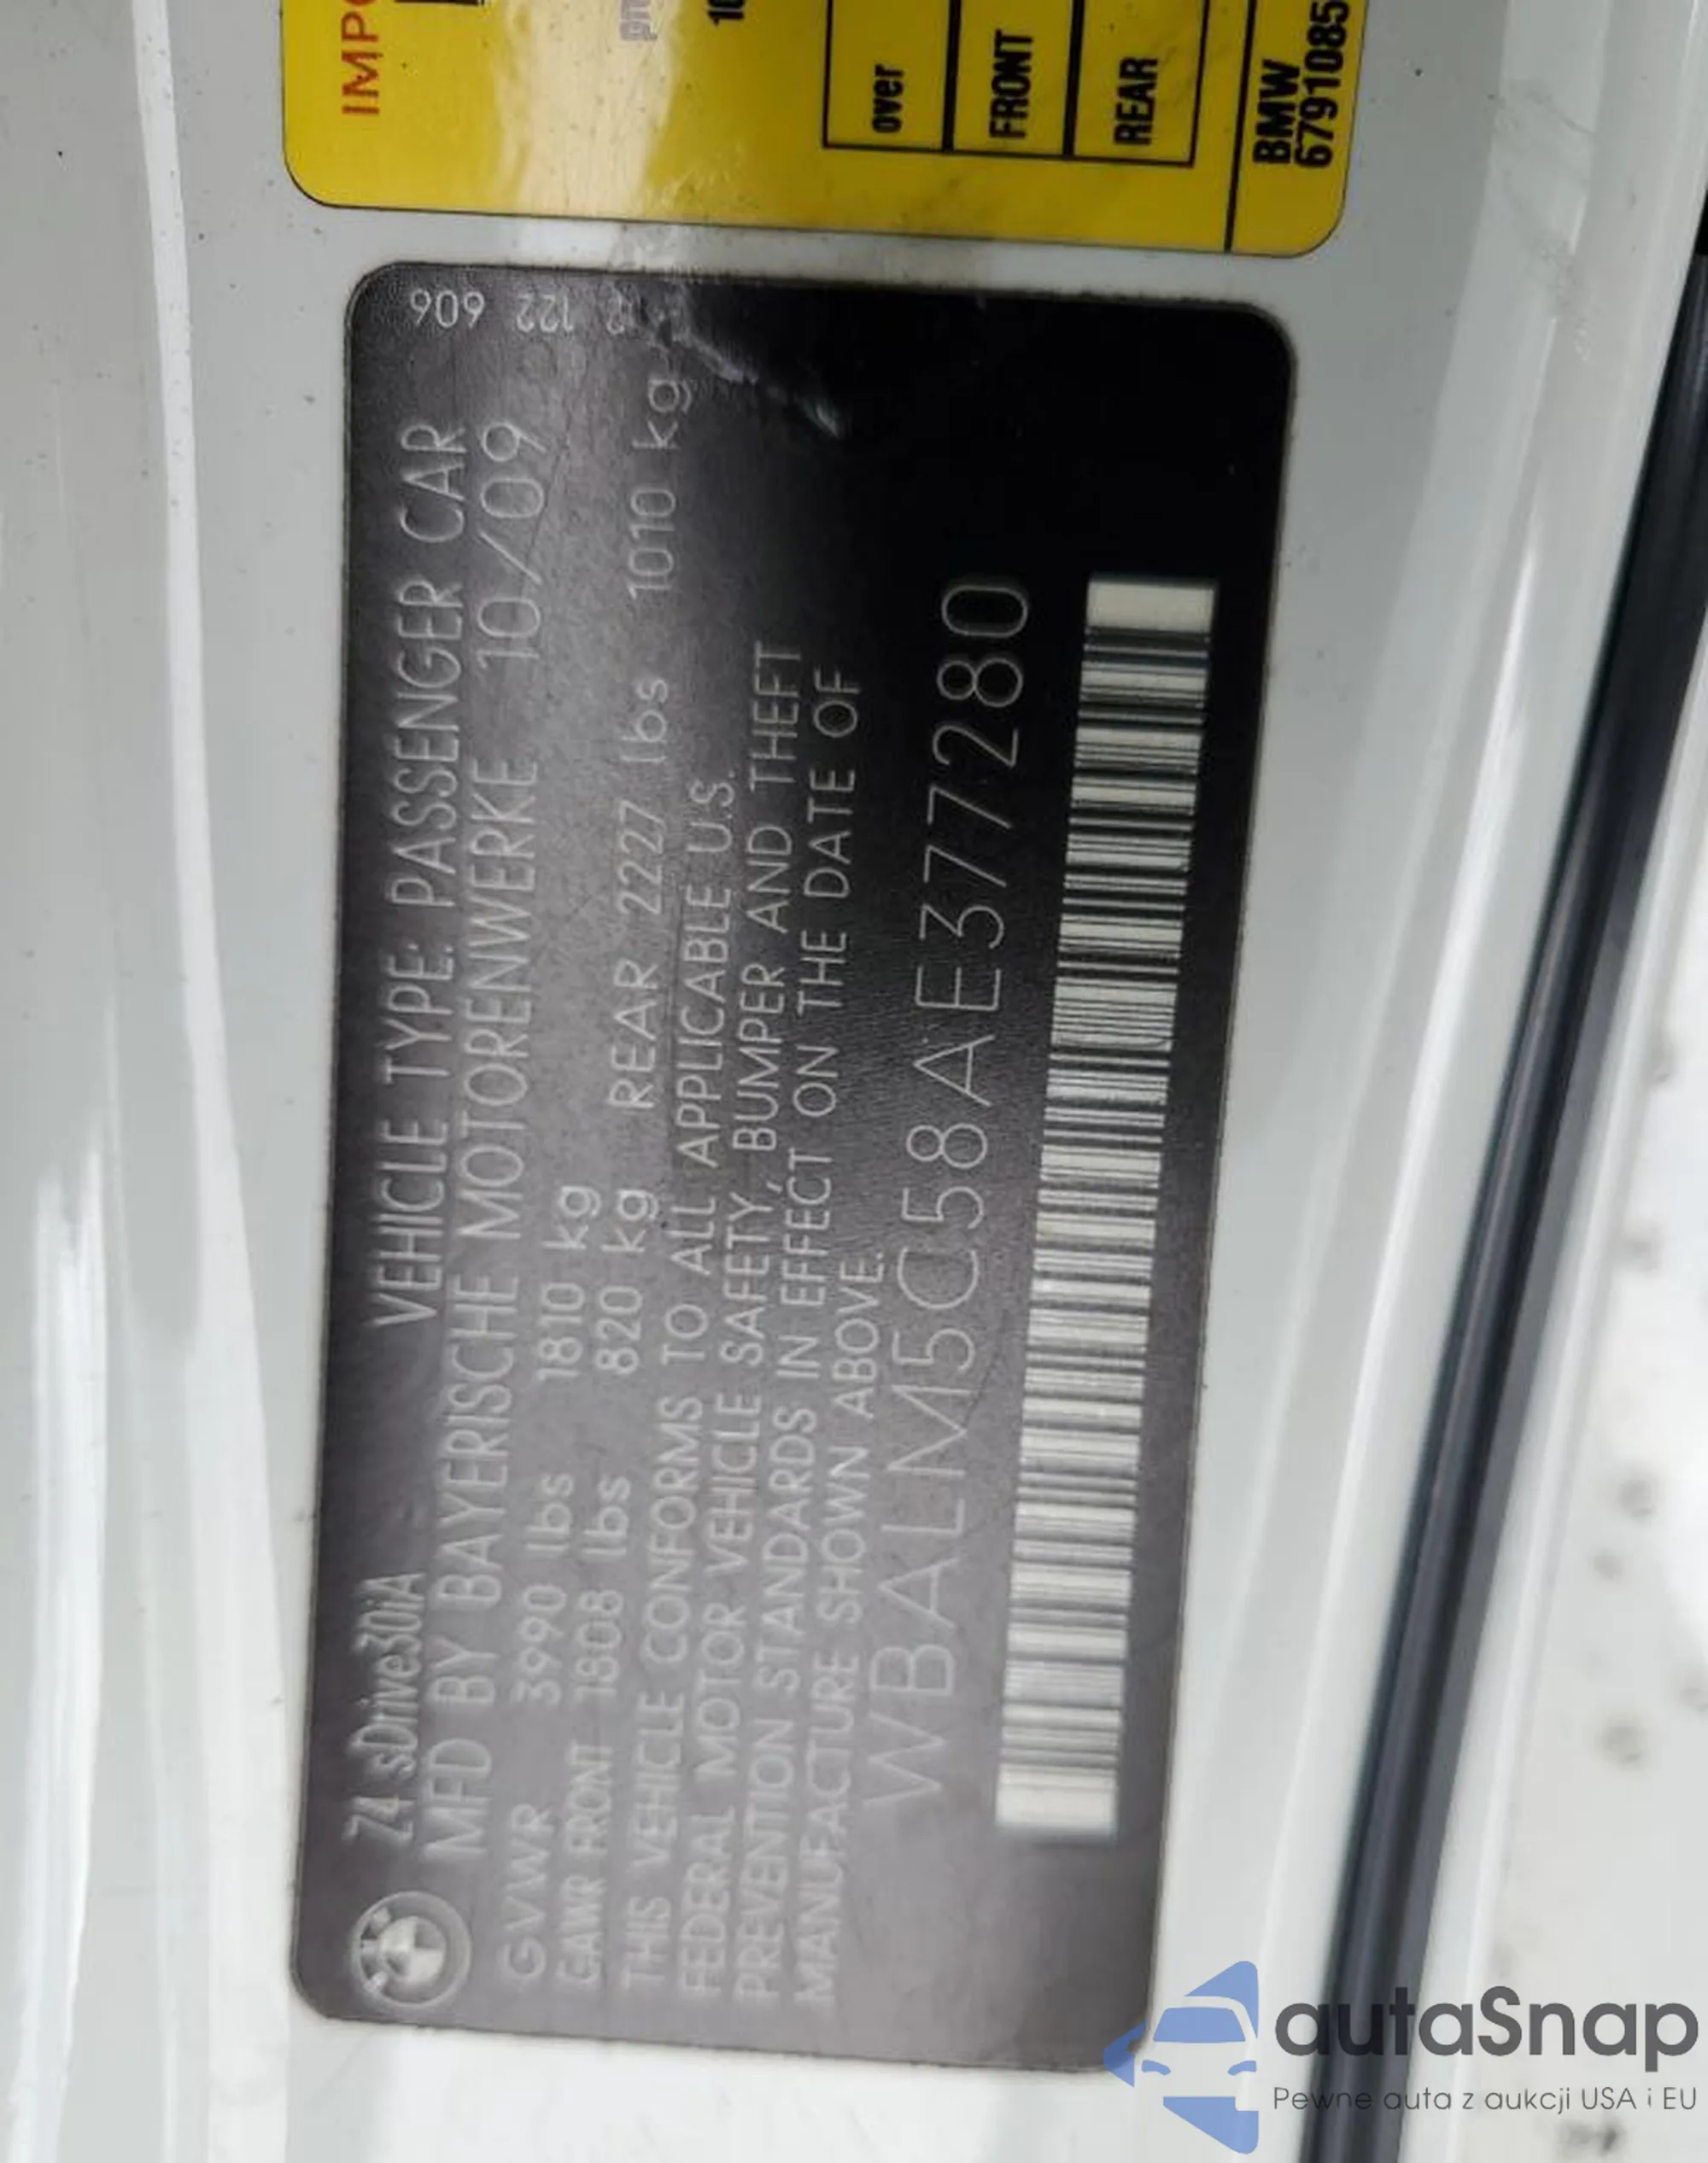 over
FRONT
REAR
BMW
Z4 sDrive30iA VEHICLE TYPE: PASSENGER CAR
MFD BY BAYERISCHE MOTORENWERKE 10/09
GVWR 3990 lbs 1810 kg
GAWR FRONT 1808 lbs 820 kg REAR 2227 lbs 1010 kg
THIS VEHICLE CONFORMS TO ALL APPLICABLE U.S.
FEDERAL MOTOR VEHICLE SAFETY, BUMPER AND THEFT
PREVENTION STANDARDS IN EFFECT ON THE DATE OF
MANUFACTURE SHOWN ABOVE.
WBALM5C58AE377280
606 122
autaSnap
Pewne auta z aukcji USA i EU